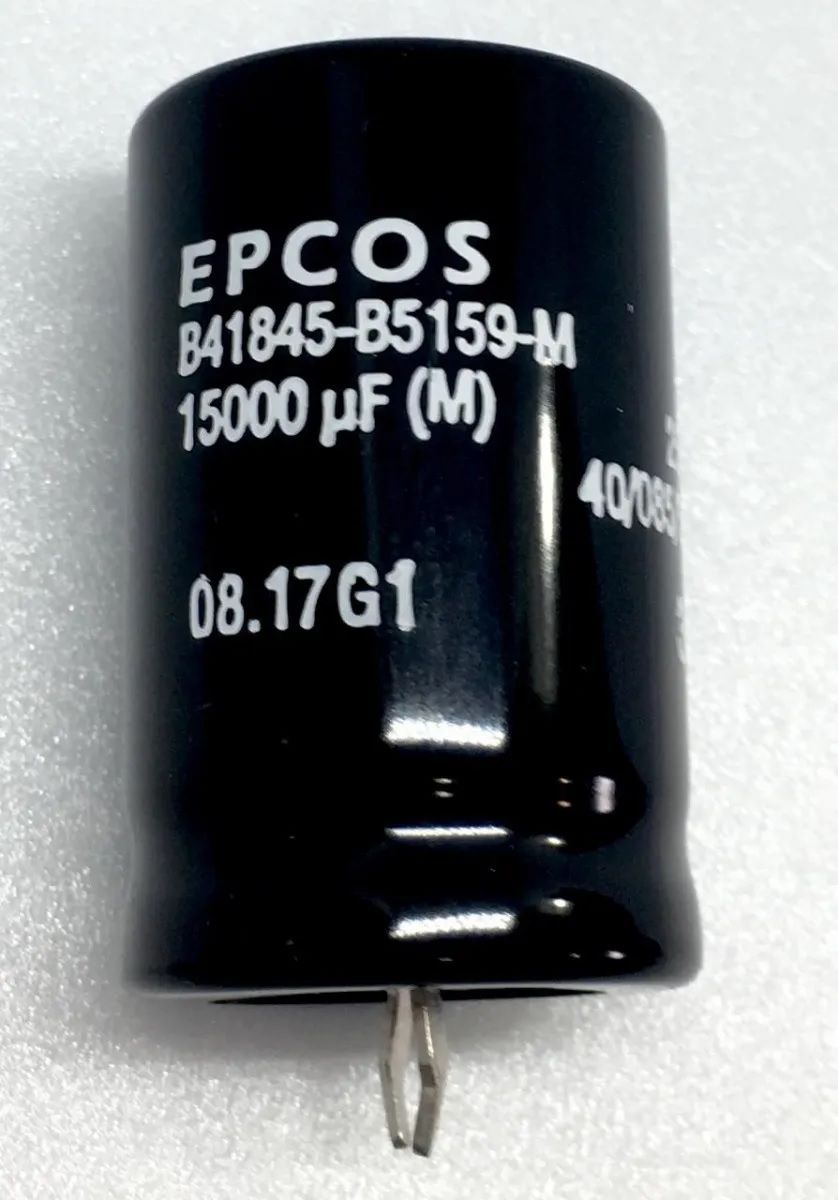 EPCOS
B41845-B5159-M
15000 µF (M)
40/085/
08.17G1